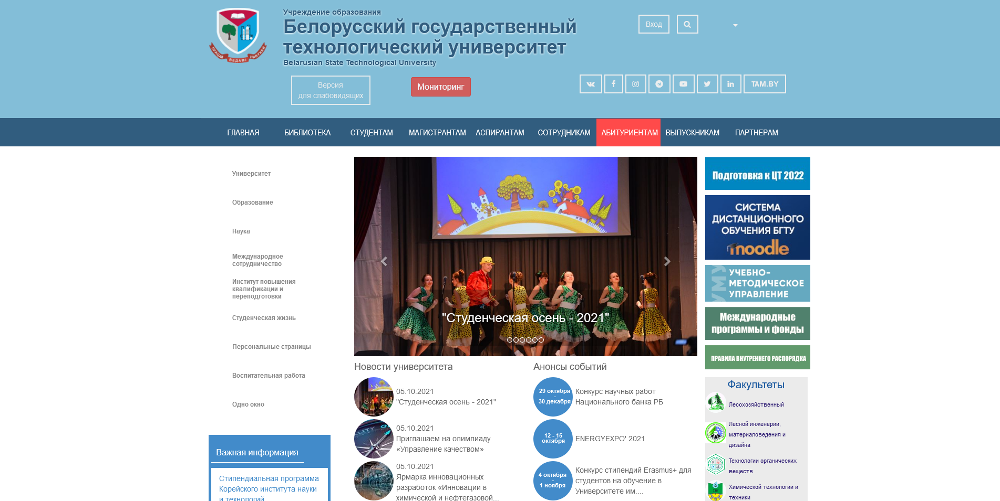 Учреждение образования
Белорусский государственный
технологический университет
Belarusian State Technological University
ПРАЦАЙ ВЕДАМІ НАВУКАЙ
Вход
Версия
для слабовидящих
Мониторинг
TAM.BY
ГЛАВНАЯ БИБЛИОТЕКА СТУДЕНТАМ МАГИСТРАНТАМ АСПИРАНТАМ СОТРУДНИКАМ АБИТУРИЕНТАМ ВЫПУСКНИКАМ ПАРТНЕРАМ
Университет
Образование
Наука
Международное
сотрудничество
Институт повышения
квалификации и
переподготовки
Студенческая жизнь
Персональные страницы
Воспитательная работа
Одно окно
Важная информация
Стипендиальная программа
Корейского института науки
и технологий
"Студенческая осень - 2021"
Новости университета
05.10.2021
"Студенческая осень - 2021"
05.10.2021
Приглашаем на олимпиаду
«Управление качеством»
05.10.2021
Ярмарка инновационных
разработок «Инновации в
химической и нефтегазовой...
Анонсы событий
29 октября
-
30 декабря
Конкурс научных работ
Национального банка РБ
12 - 15
октября
ENERGYEXPO' 2021
4 октября
-
1 ноября
Конкурс стипендий Erasmus+ для
студентов на обучение в
Университете им....
Подготовка к ЦТ 2022
СИСТЕМА
ДИСТАНЦИОННОГО
ОБУЧЕНИЯ БГТУ
moodle
УМУ
УЧЕБНО-
МЕТОДИЧЕСКОЕ
УПРАВЛЕНИЕ
Международные
программы и фонды
ПРАВИЛА ВНУТРЕННЕГО РАСПОРЯДКА
Факультеты
Лесохозяйственный
Лесной инженерии,
материаловедения и
дизайна
Технологии органических
веществ
Химической технологии и
техники